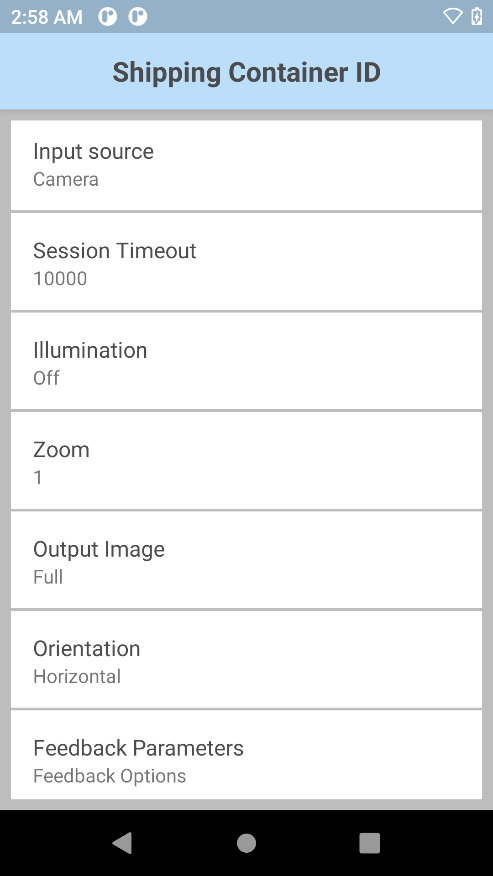 2:58 AM
Shipping Container ID
Input source
Camera
Session Timeout
10000
Illumination
Off
Zoom
1
Output Image
Full
Orientation
Horizontal
Feedback Parameters
Feedback Options